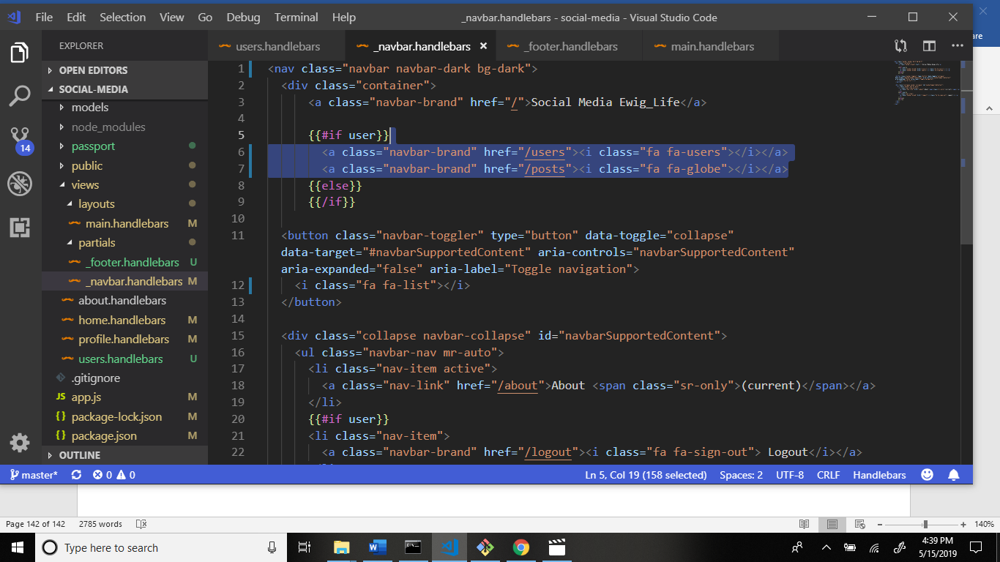 File Edit Selection View Go Debug Terminal Help
_navbar.handlebars - social-media - Visual Studio Code
are
EXPLORER
OPEN EDITORS
SOCIAL-MEDIA
models
node_modules
passport
public
views
layouts
main.handlebars M
partials
_footer.handlebars U
_navbar.handlebars M
about.handlebars
home.handlebars M
profile.handlebars M
users.handlebars U
.gitignore
JS app.js M
{} package-lock.json M
{} package.json M
OUTLINE
14
users.handlebars _navbar.handlebars × _footer.handlebars main.handlebars
1 <nav class="navbar navbar-dark bg-dark">
2 <div class="container">
3 <a class="navbar-brand" href="/">Social Media Ewig_Life</a>
4
5 {{#if user}}
6 <a class="navbar-brand" href="/users"><i class="fa fa-users"></i></a>
7 <a class="navbar-brand" href="/posts"><i class="fa fa-globe"></i></a>
8 {{else}}
9 {{/if}}
10
11 <button class="navbar-toggler" type="button" data-toggle="collapse"
data-target="#navbarSupportedContent" aria-controls="navbarSupportedContent"
aria-expanded="false" aria-label="Toggle navigation">
12 <i class="fa fa-list"></i>
13 </button>
14
15 <div class="collapse navbar-collapse" id="navbarSupportedContent">
16 <ul class="navbar-nav mr-auto">
17 <li class="nav-item active">
18 <a class="nav-link" href="/about">About <span class="sr-only">(current)</span></a>
19 </li>
20 {{#if user}}
21 <li class="nav-item">
22 <a class="navbar-brand" href="/logout"><i class="fa fa-sign-out"> Logout</i></a>
master* 0 0 Ln 5, Col 19 (158 selected) Spaces: 2 UTF-8 CRLF Handlebars
Page 142 of 142 2785 words 140%
Type here to search
4:39 PM
5/15/2019